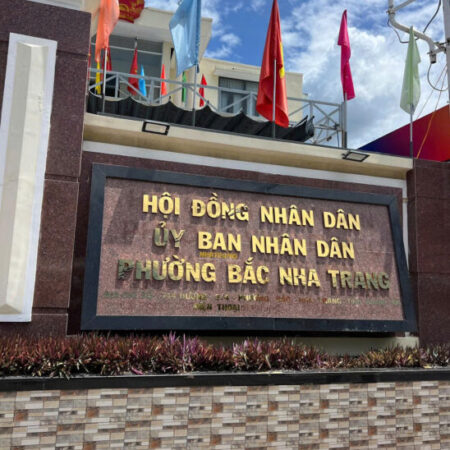 HỘI ĐỒNG NHÂN DÂN
ỦY BAN NHÂN DÂN
PHƯỜNG BẮC NHA TRANG